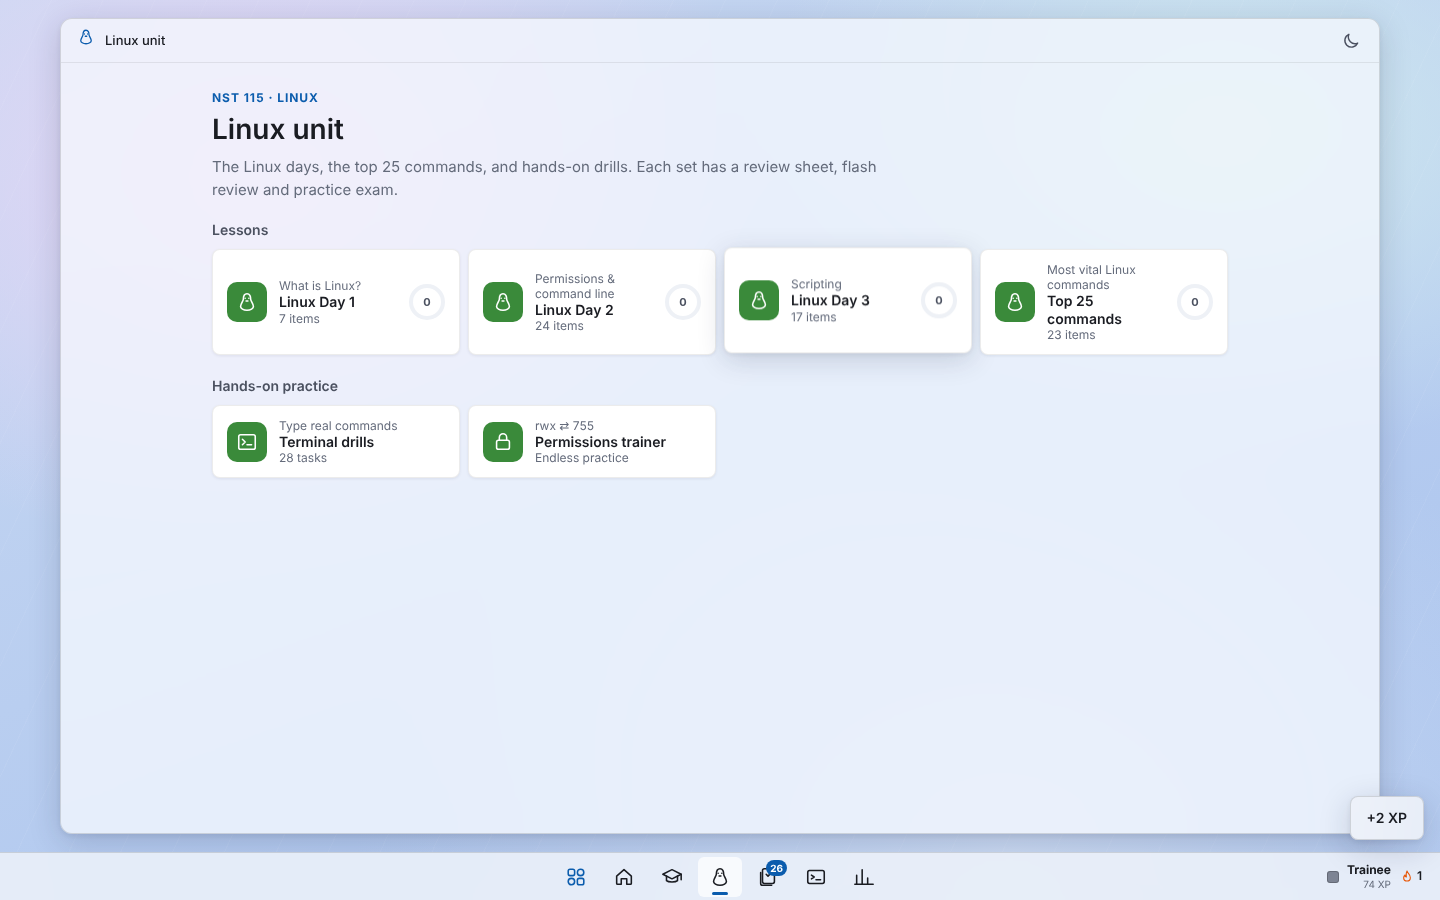 Linux unit
NST 115 · LINUX
Linux unit
The Linux days, the top 25 commands, and hands-on drills. Each set has a review sheet, flash
review and practice exam.
Lessons
What is Linux?
Linux Day 1
7 items
0
Permissions &
command line
Linux Day 2
24 items
0
Scripting
Linux Day 3
17 items
0
Most vital Linux
commands
Top 25
commands
23 items
0
Hands-on practice
Type real commands
Terminal drills
28 tasks
rwx ⇄ 755
Permissions trainer
Endless practice
+2 XP
26
Trainee
74 XP
1